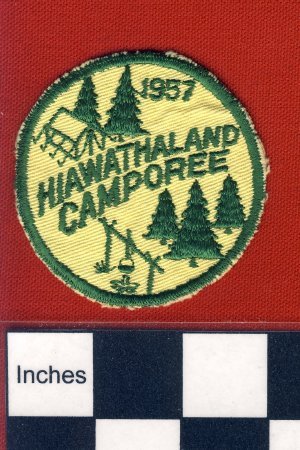 1957
HIAWATHALAND
CAMPOREE
Inches